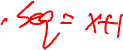 . Seq = x+1